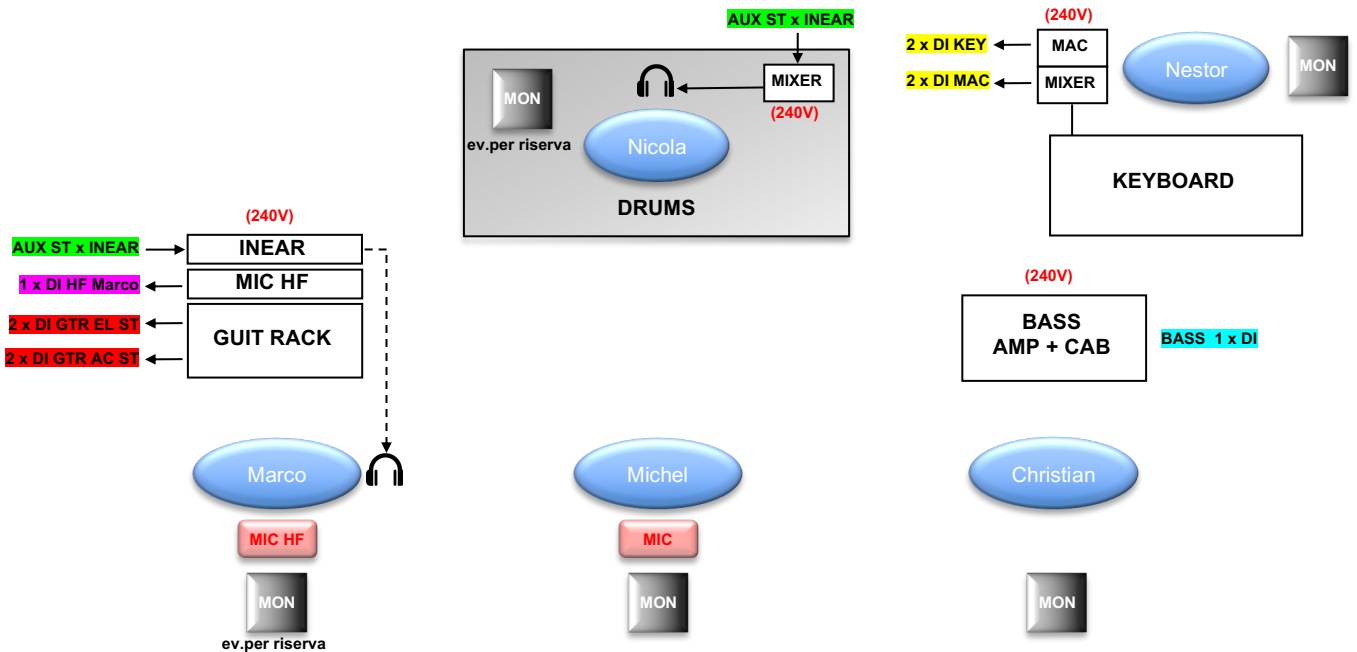 AUX ST x INEAR
(240V)
2 x DI KEY
MAC
Nestor
MON
2 x DI MAC
MIXER
MON
MIXER
(240V)
ev.per riserva
Nicola
DRUMS
KEYBOARD
(240V)
AUX ST x INEAR
INEAR
1 x DI HF Marco
MIC HF
2 x DI GTR EL ST
GUIT RACK
2 x DI GTR AC ST
(240V)
BASS
AMP + CAB
BASS 1 x DI
Marco
Michel
Christian
MIC HF
MIC
MON
MON
MON
ev.per riserva